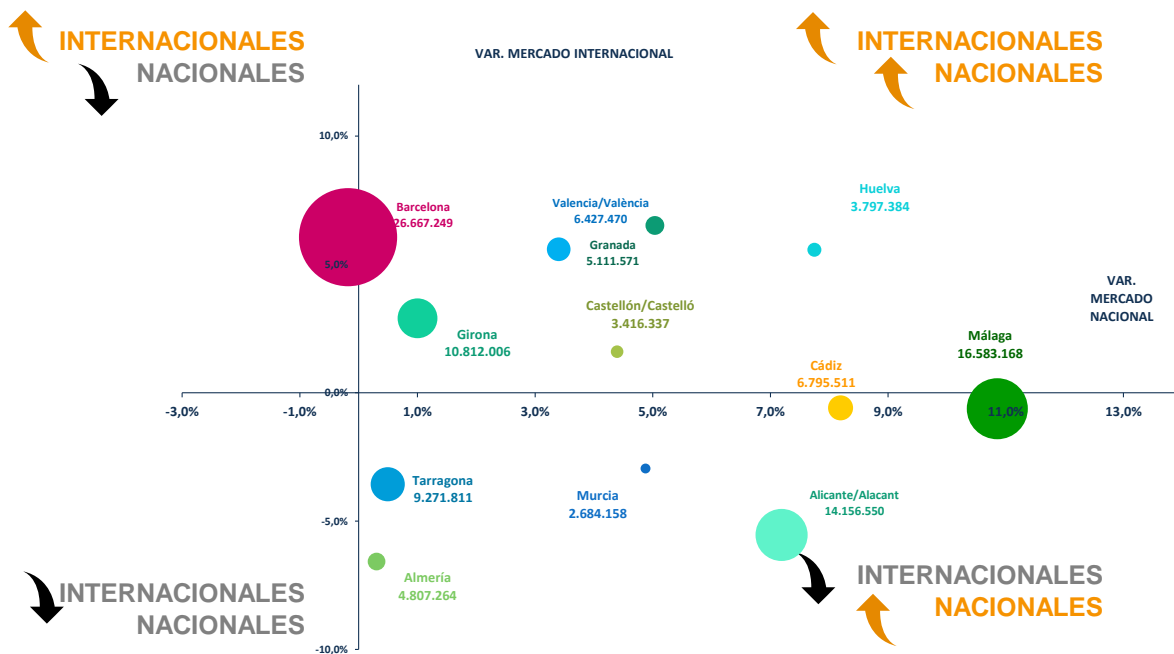 INTERNACIONALES
NACIONALES
VAR. MERCADO INTERNACIONAL
INTERNACIONALES
NACIONALES
10,0%
Barcelona
26.667.249
Valencia/València
6.427.470
Granada
5.111.571
Huelva
3.797.384
5,0%
VAR.
MERCADO
NACIONAL
Castellón/Castelló
3.416.337
Girona
10.812.006
Málaga
16.583.168
Cádiz
6.795.511
0,0%
-3,0% -1,0% 1,0% 3,0% 5,0% 7,0% 9,0% 11,0% 13,0%
Tarragona
9.271.811
Murcia
2.684.158
Alicante/Alacant
14.156.550
-5,0%
Almería
4.807.264
INTERNACIONALES
NACIONALES
INTERNACIONALES
NACIONALES
-10,0%